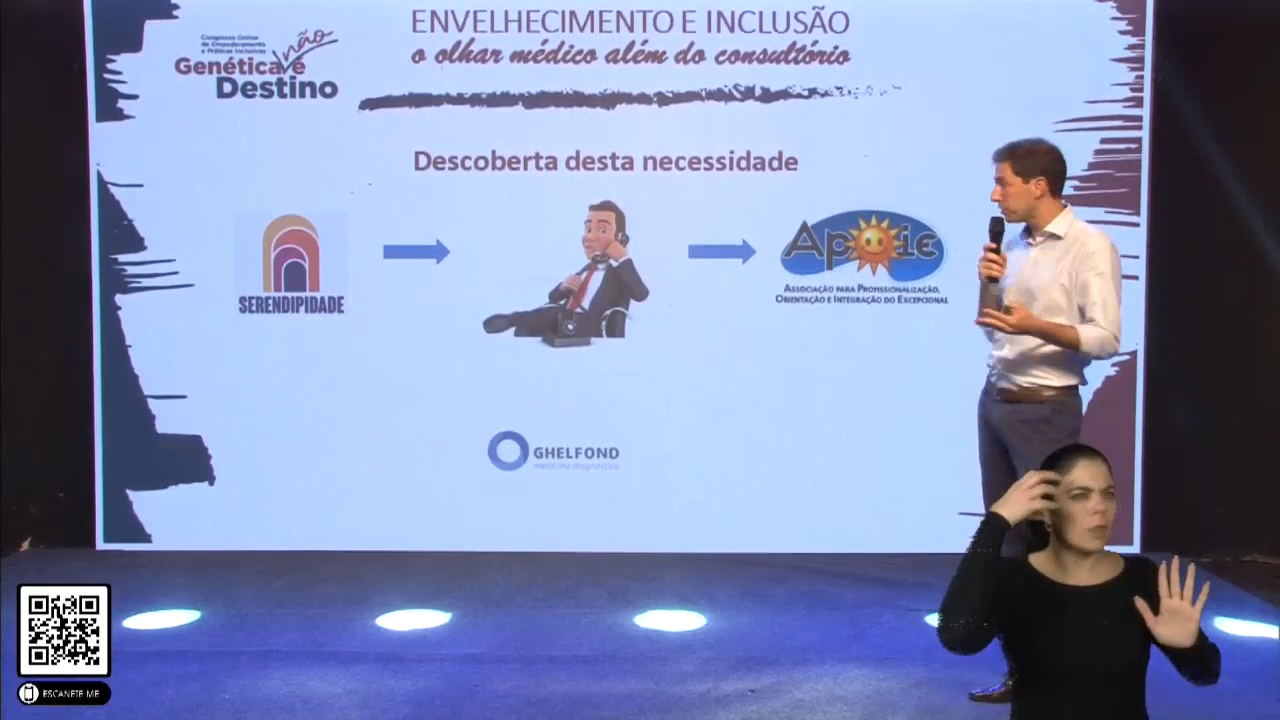 ENVELHECIMENTO E INCLUSÃO
o olhar médico além do consultório
Congresso Online
de Empoderamento
e Práticas Inclusivas
não
Genética é
Destino
Descoberta desta necessidade
SERENDIPIDADE
Apoie
ASSOCIAÇÃO PARA PROFISSIONALIZAÇÃO,
ORIENTAÇÃO E INTEGRAÇÃO DO EXCEPCIONAL
GHELFOND
medicina diagnóstica
ESCANEIE ME